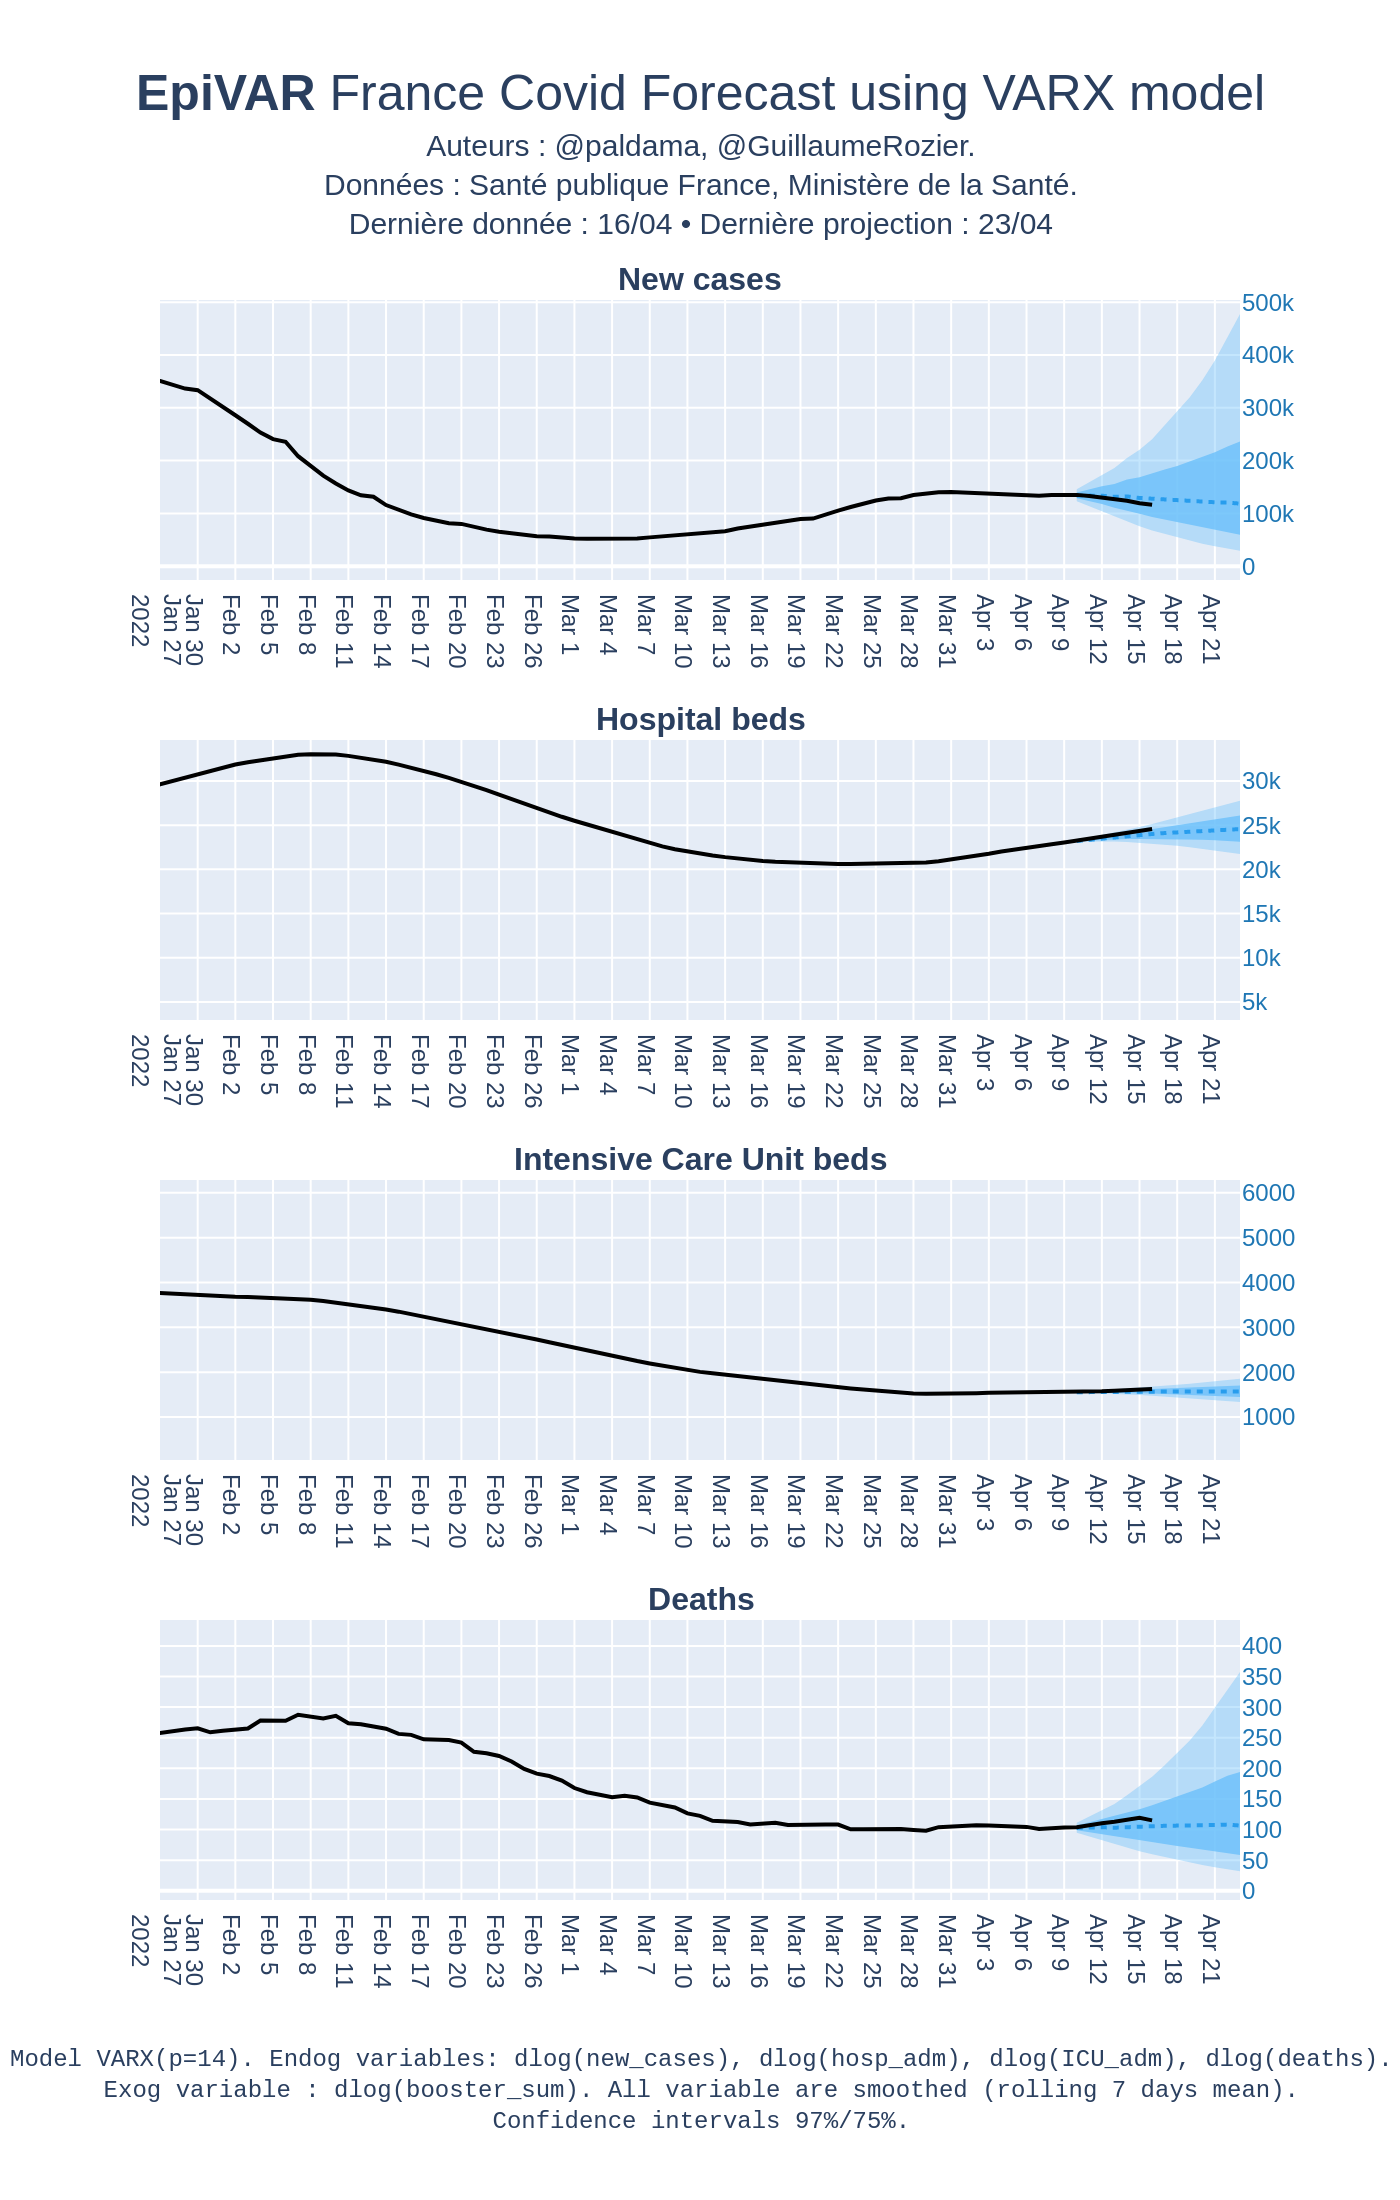 EpiVAR France Covid Forecast using VARX model
Auteurs : @paldama, @GuillaumeRozier.
Données : Santé publique France, Ministère de la Santé.
Dernière donnée : 16/04 • Dernière projection : 23/04
New cases
500k
400k
300k
200k
100k
0
Jan 27
2022
Jan 30
Feb 2
Feb 5
Feb 8
Feb 11
Feb 14
Feb 17
Feb 20
Feb 23
Feb 26
Mar 1
Mar 4
Mar 7
Mar 10
Mar 13
Mar 16
Mar 19
Mar 22
Mar 25
Mar 28
Mar 31
Apr 3
Apr 6
Apr 9
Apr 12
Apr 15
Apr 18
Apr 21
Hospital beds
30k
25k
20k
15k
10k
5k
Jan 27
2022
Jan 30
Feb 2
Feb 5
Feb 8
Feb 11
Feb 14
Feb 17
Feb 20
Feb 23
Feb 26
Mar 1
Mar 4
Mar 7
Mar 10
Mar 13
Mar 16
Mar 19
Mar 22
Mar 25
Mar 28
Mar 31
Apr 3
Apr 6
Apr 9
Apr 12
Apr 15
Apr 18
Apr 21
Intensive Care Unit beds
6000
5000
4000
3000
2000
1000
Jan 27
2022
Jan 30
Feb 2
Feb 5
Feb 8
Feb 11
Feb 14
Feb 17
Feb 20
Feb 23
Feb 26
Mar 1
Mar 4
Mar 7
Mar 10
Mar 13
Mar 16
Mar 19
Mar 22
Mar 25
Mar 28
Mar 31
Apr 3
Apr 6
Apr 9
Apr 12
Apr 15
Apr 18
Apr 21
Deaths
400
350
300
250
200
150
100
50
0
Jan 27
2022
Jan 30
Feb 2
Feb 5
Feb 8
Feb 11
Feb 14
Feb 17
Feb 20
Feb 23
Feb 26
Mar 1
Mar 4
Mar 7
Mar 10
Mar 13
Mar 16
Mar 19
Mar 22
Mar 25
Mar 28
Mar 31
Apr 3
Apr 6
Apr 9
Apr 12
Apr 15
Apr 18
Apr 21
Model VARX(p=14). Endog variables: dlog(new_cases), dlog(hosp_adm), dlog(ICU_adm), dlog(deaths).
Exog variable : dlog(booster_sum). All variable are smoothed (rolling 7 days mean).
Confidence intervals 97%/75%.